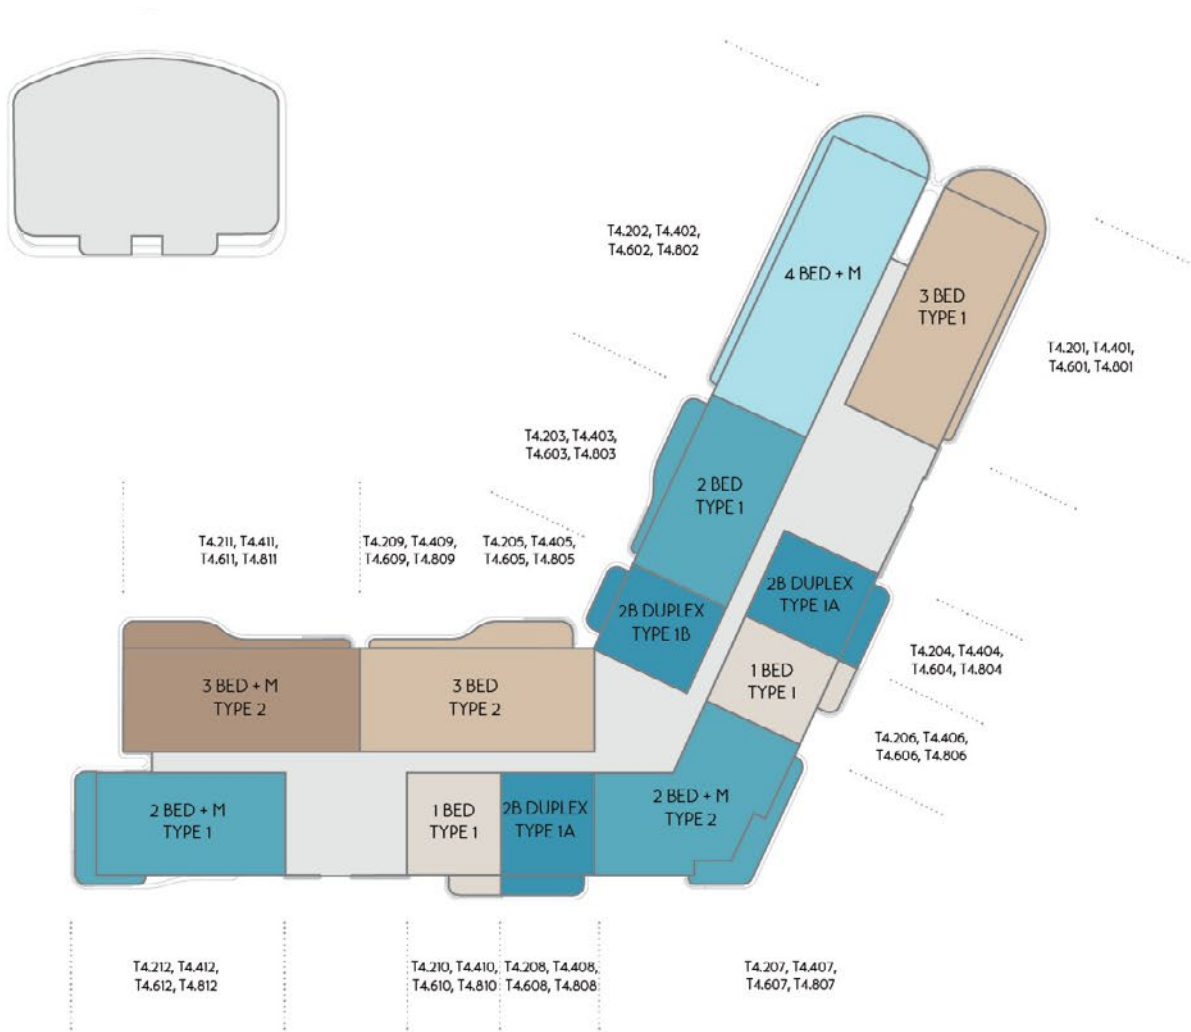 T4.202, T4.402,
T4.602, T4.802
4 BED + M
3 BED
TYPE 1
T4.201, T4.401,
T4.601, T4.801
T4.203, T4.403,
T4.603, T4.803
2 BED
TYPE 1
T4.211, T4.411,
T4.611, T4.811
T4.209, T4.409,
T4.609, T4.809
T4.205, T4.405,
T4.605, T4.805
2B DUPLEX
TYPE 1B
2B DUPLEX
TYPE 1A
T4.204, T4.404,
T4.604, T4.804
3 BED + M
TYPE 2
3 BED
TYPE 2
1 BED
TYPE 1
T4.206, T4.406,
T4.606, T4.806
2 BED + M
TYPE 1
1 BED
TYPE 1
2B DUPLEX
TYPE 1A
2 BED + M
TYPE 2
T4.212, T4.412,
T4.612, T4.812
T4.210, T4.410,
T4.610, T4.810
T4.208, T4.408,
T4.608, T4.808
T4.207, T4.407,
T4.607, T4.807